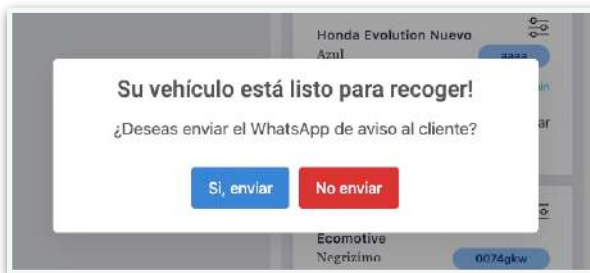 Honda Evolution Nuevo
Azul
aaaa
Su vehículo está listo para recoger!
¿Deseas enviar el WhatsApp de aviso al cliente?
Si, enviar
No enviar
Ecomotive
Negrizimo
0074gkw